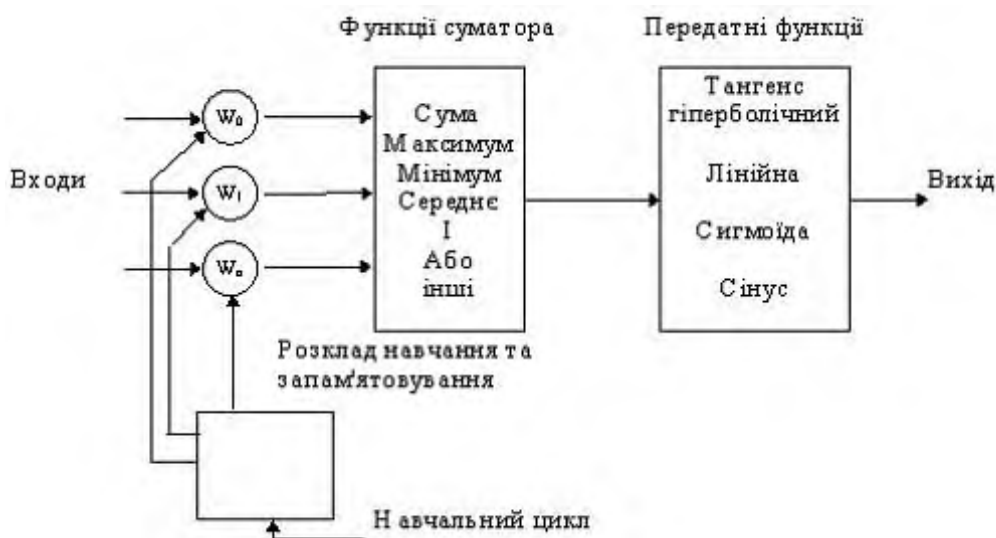 Функції суматора
Передатні функції
Входи
W₀
W₁
Wₙ
Сума
Максимум
Мінімум
Середнє
І
Або
інші
Тангенс
гіперболічний
Лінійна
Сигмоїда
Сінус
Вихід
Розклад навчання та
запам'ятовування
Навчальний цикл